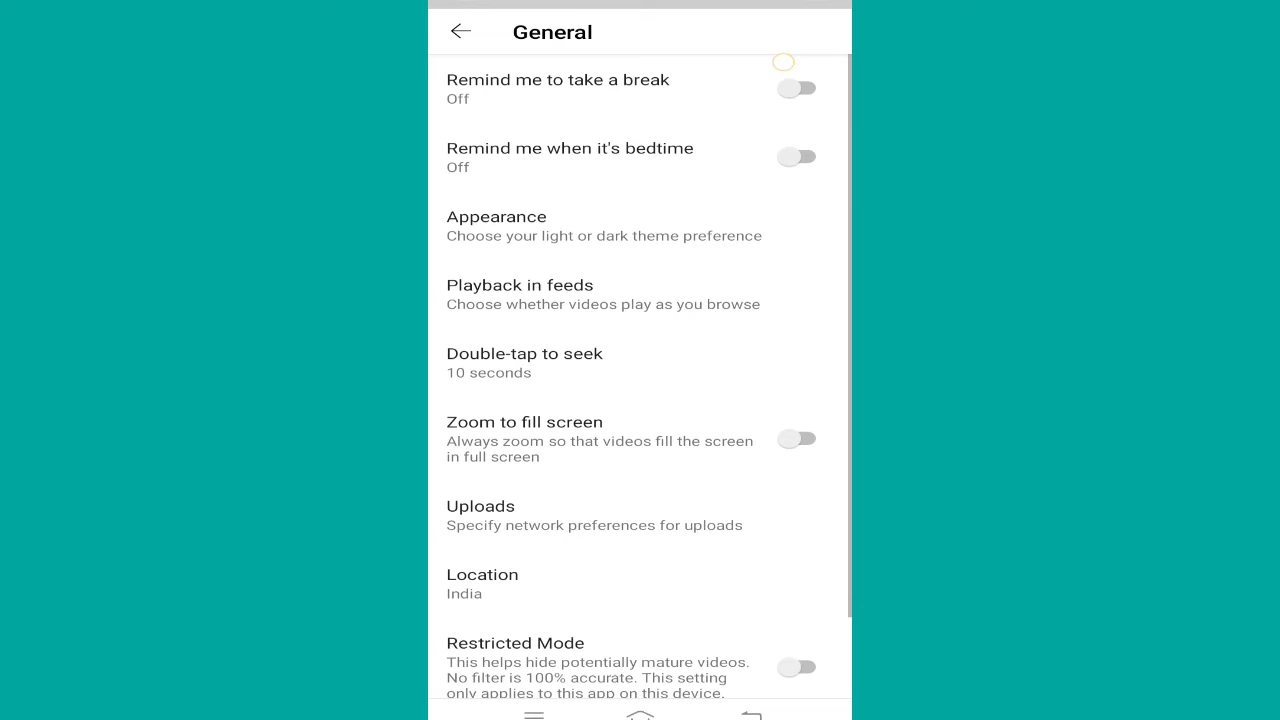 General
Remind me to take a break
Off
Remind me when it's bedtime
Off
Appearance
Choose your light or dark theme preference
Playback in feeds
Choose whether videos play as you browse
Double-tap to seek
10 seconds
Zoom to fill screen
Always zoom so that videos fill the screen
in full screen
Uploads
Specify network preferences for uploads
Location
India
Restricted Mode
This helps hide potentially mature videos.
No filter is 100% accurate. This setting
only applies to this app on this device.